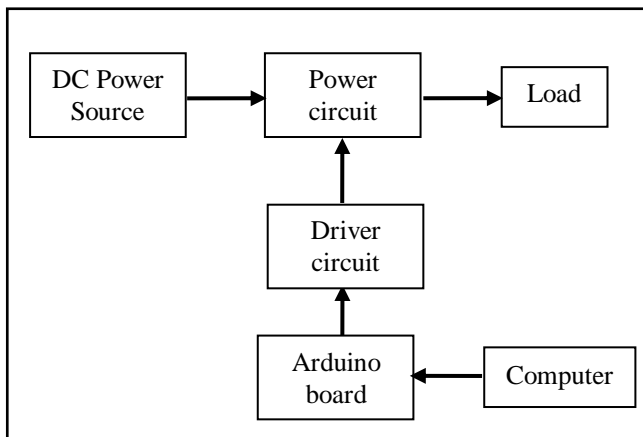 DC Power
Source
Power
circuit
Load
Driver
circuit
Arduino
board
Computer